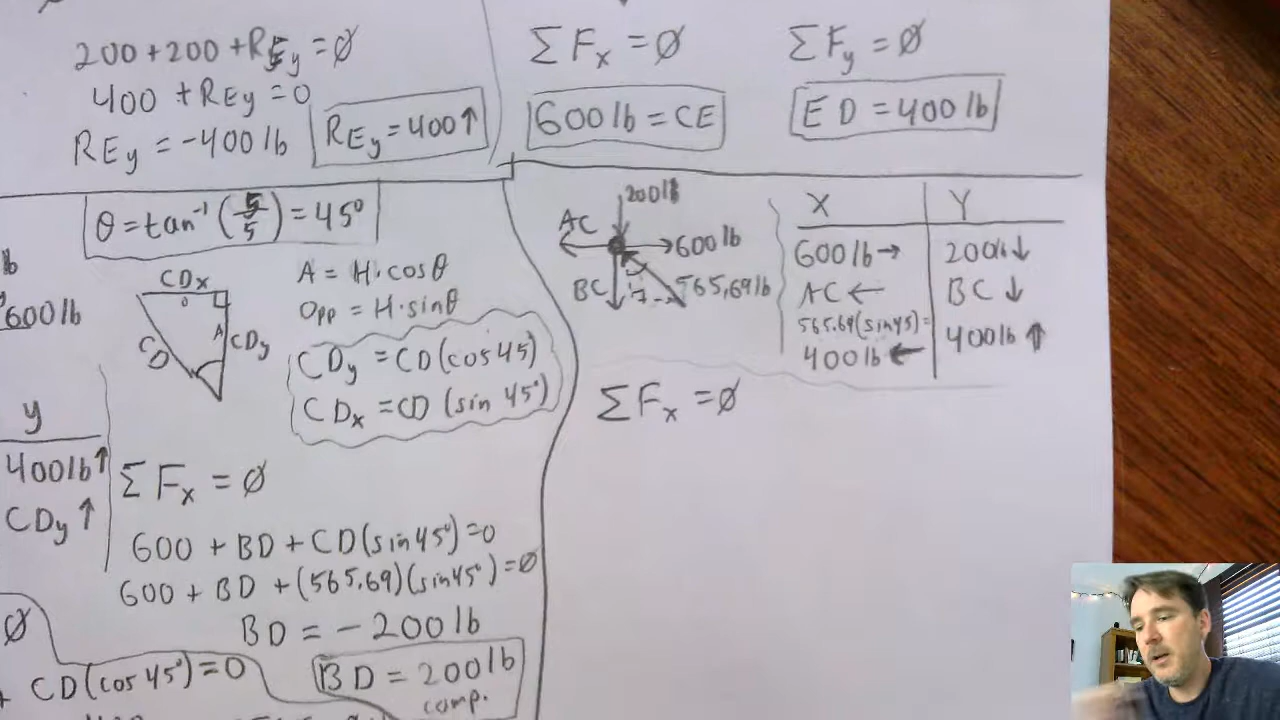 200 + 200 + REy = Ø
400 + REy = 0
REy = -400 lb
REy = 400 ↑
ΣFx = Ø
600 lb = CE
ΣFy = Ø
ED = 400 lb
θ = tan⁻¹ (5/5) = 45°
lb
600 lb
CDx
θ
A
CD
CDy
A = H·cosθ
Opp = H·sinθ
CDy = CD (cos 45)
CDx = CD (sin 45°)
y
400 lb ↑
CDy ↑
ΣFx = Ø
600 + BD + CD (sin 45°) = 0
600 + BD + (565.69)(sin 45°) = Ø
BD = - 200 lb
BD = 200 lb
comp.
Ø
+ CD (cos 45°) = 0
200 lb
AC
600 lb
BC
565.69 lb
X Y
600 lb → 200 lb ↓
AC ← BC ↓
565.69 (sin 45) =
400 lb ← 400 lb ↑
ΣFx = Ø